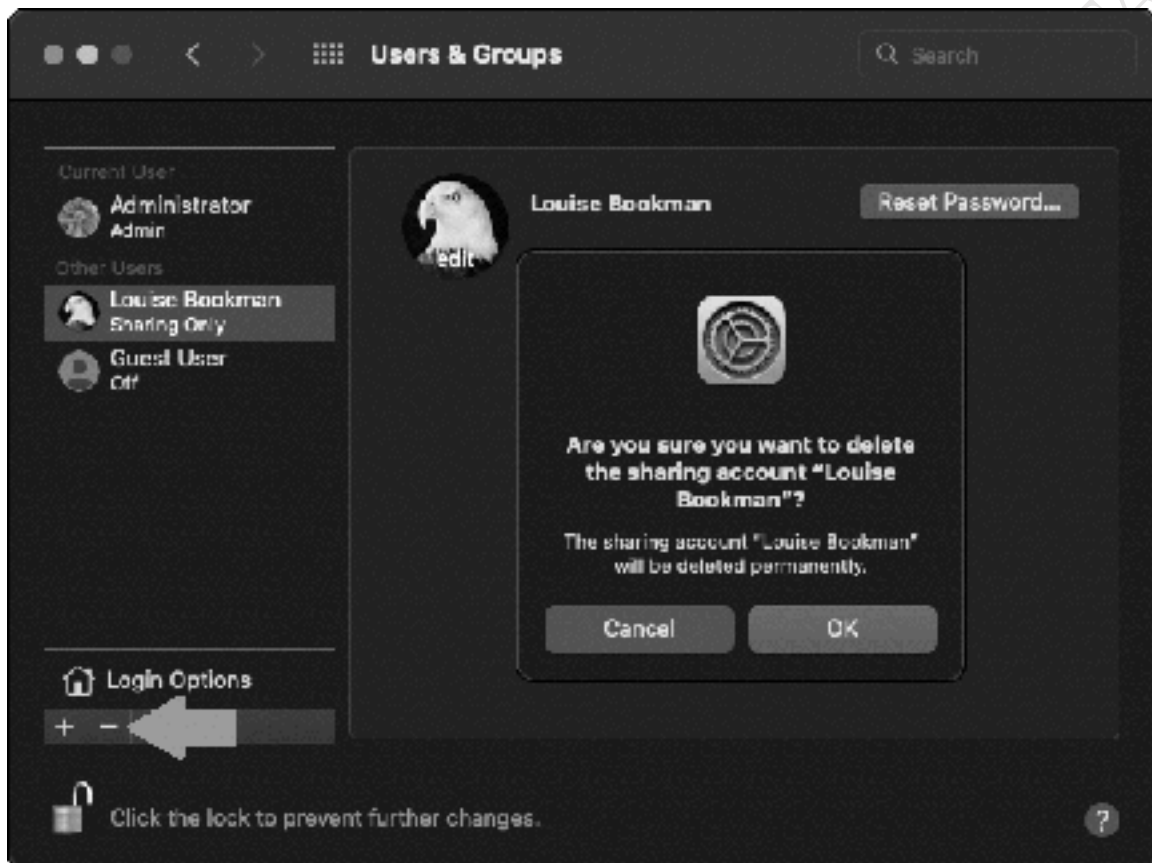 Users & Groups
Search
Current User
Administrator
Admin
Other Users
Louise Bookman
Sharing Only
Guest User
Off
Login Options
+ −
Click the lock to prevent further changes.
Louise Bookman
Reset Password...
edit
Are you sure you want to delete
the sharing account “Louise
Bookman”?
The sharing account "Louise Bookman"
will be deleted permanently.
Cancel
OK
?